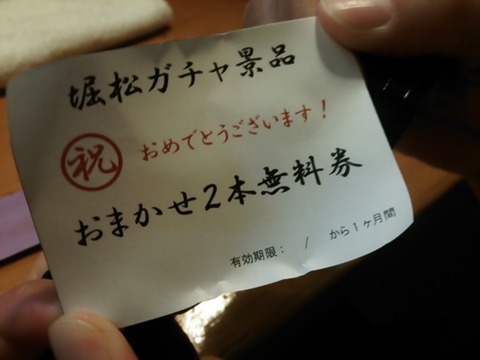 堀松ガチャ景品
祝
おめでとうございます！
おまかせ2本無料券
有効期限： / から1ヶ月間